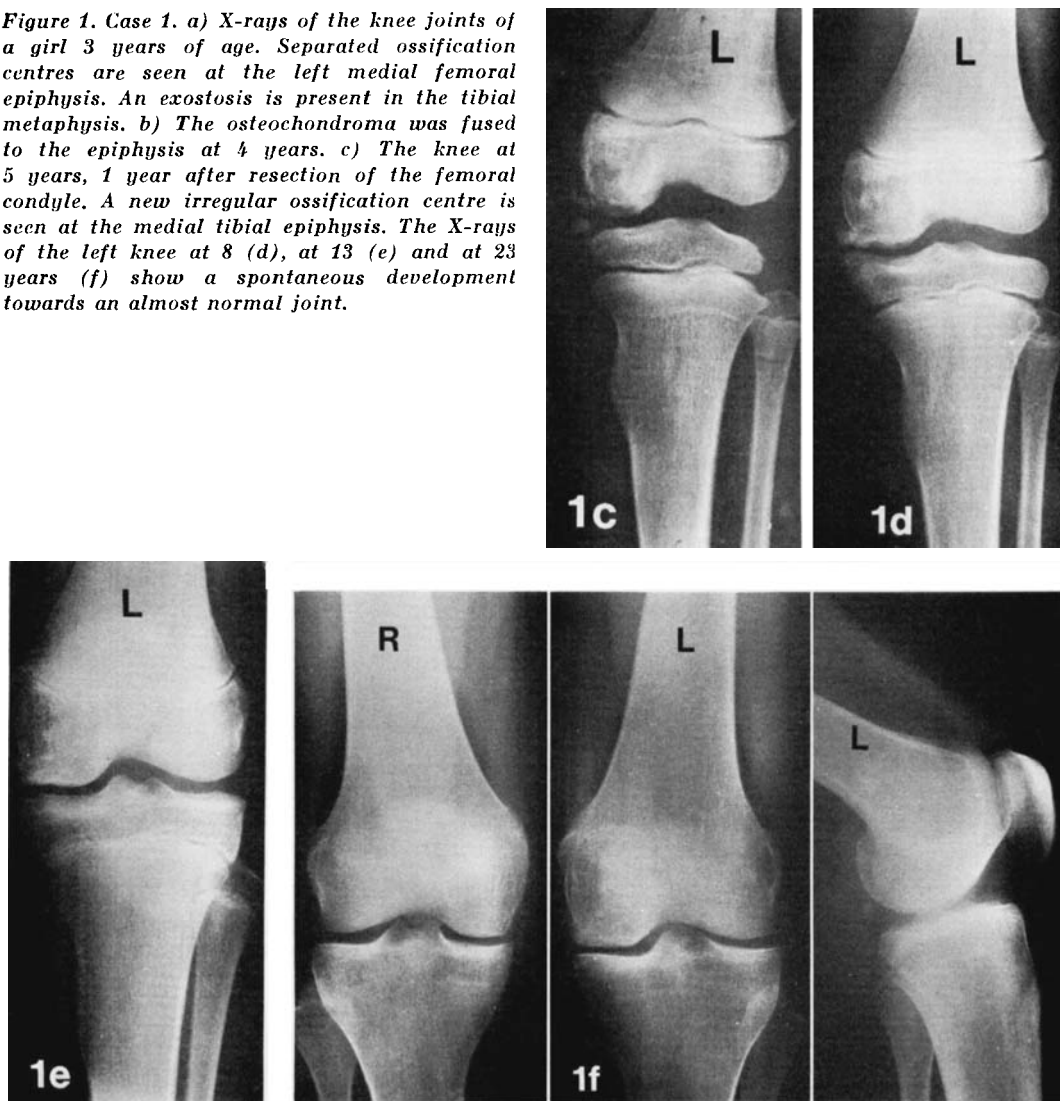 Figure 1. Case 1. a) X-rays of the knee joints of
a girl 3 years of age. Separated ossification
centres are seen at the left medial femoral
epiphysis. An exostosis is present in the tibial
metaphysis. b) The osteochondroma was fused
to the epiphysis at 4 years. c) The knee at
5 years, 1 year after resection of the femoral
condyle. A new irregular ossification centre is
seen at the medial tibial epiphysis. The X-rays
of the left knee at 8 (d), at 13 (e) and at 23
years (f) show a spontaneous development
towards an almost normal joint.
L
L
1c
1d
L
R
L
L
1e
1f